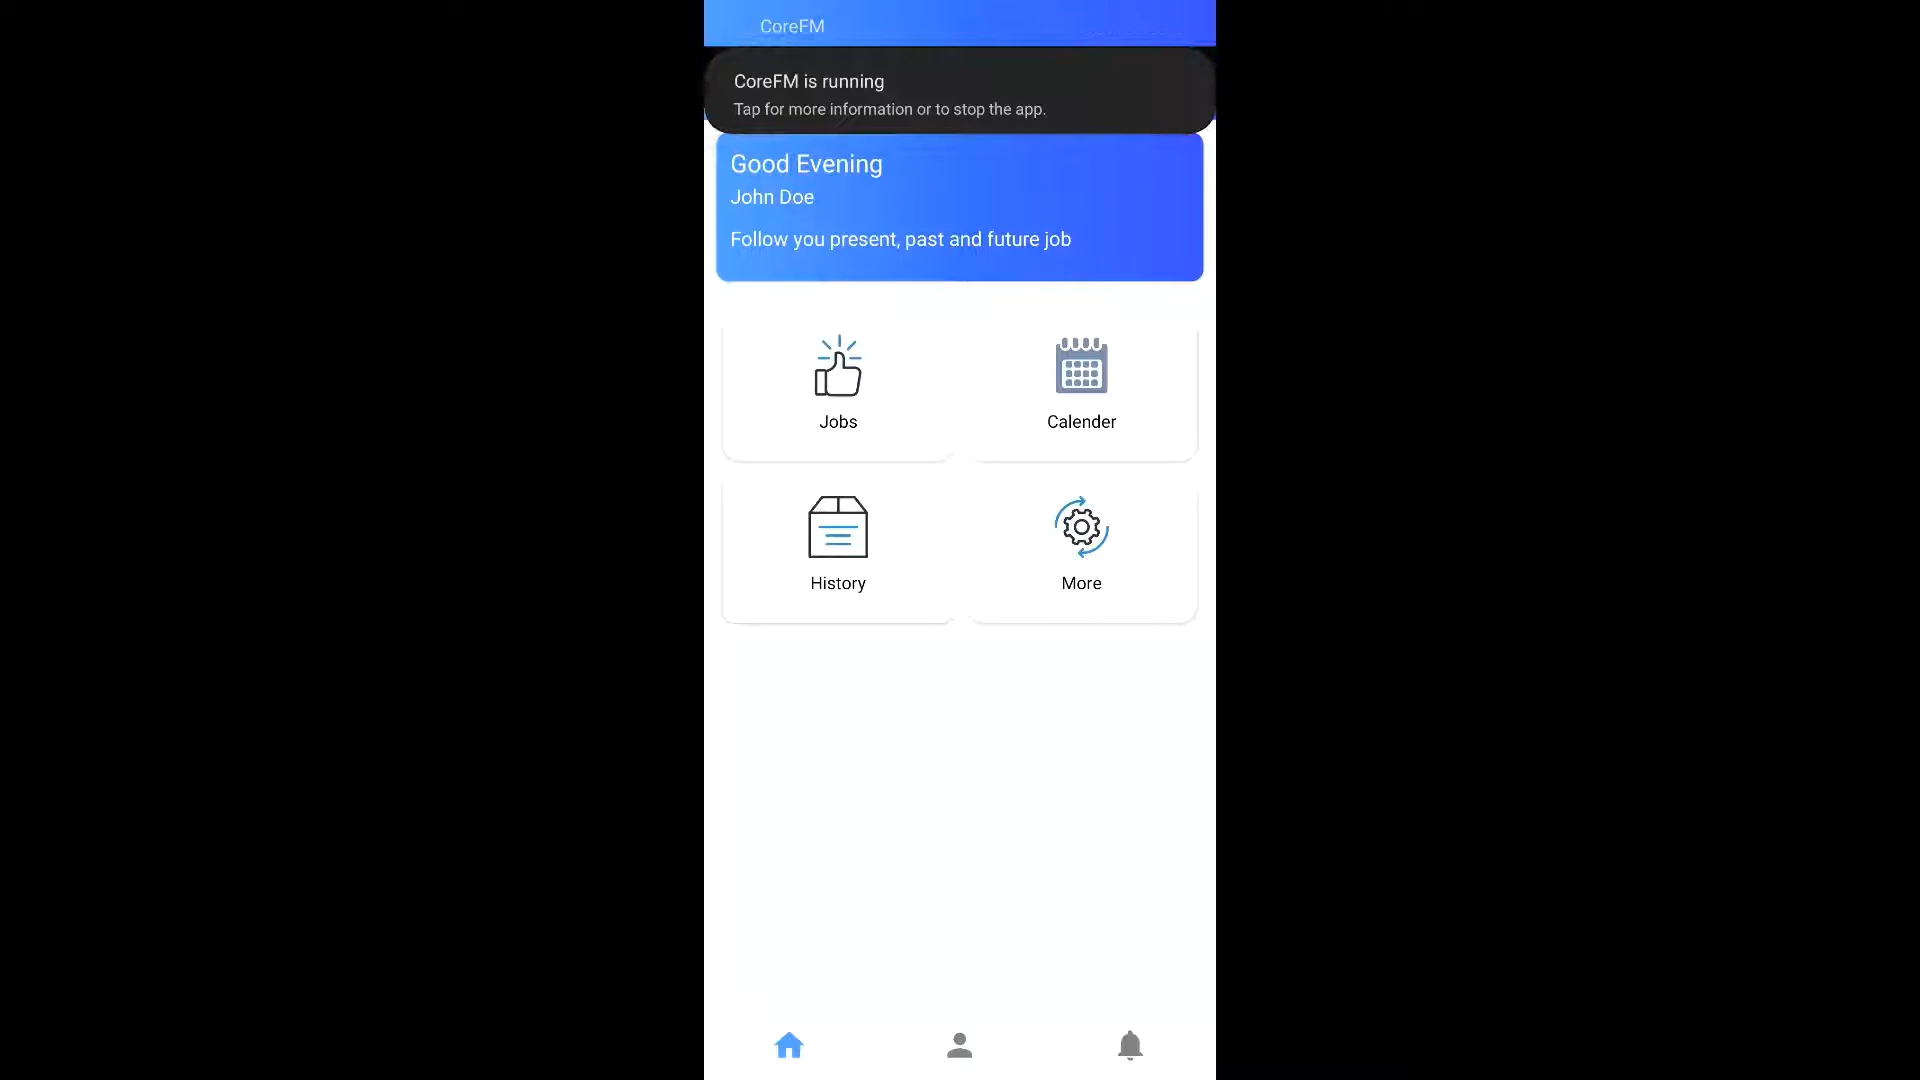 CoreFM
CoreFM is running
Tap for more information or to stop the app.
Good Evening
John Doe
Follow you present, past and future job
Jobs
Calender
History
More